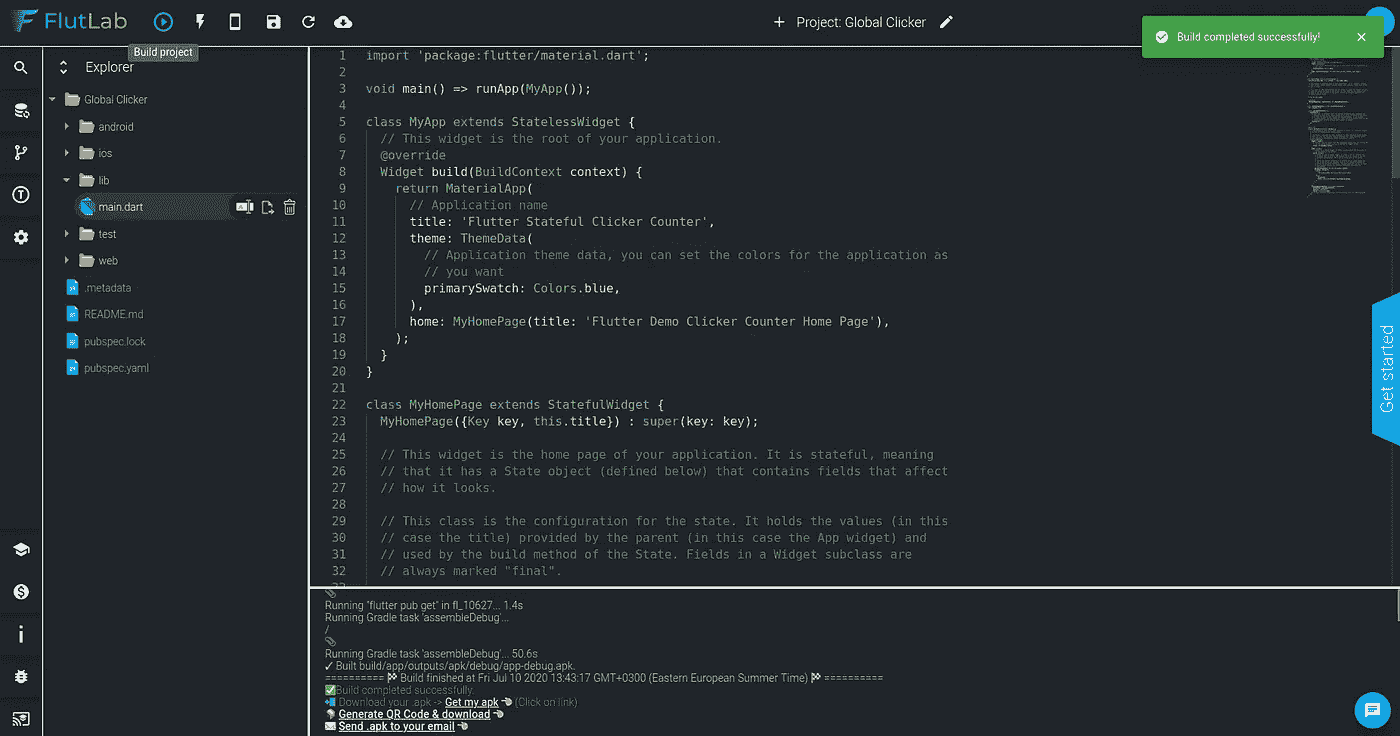 FlutLab
Project: Global Clicker
Build completed successfully!
Build project
Explorer
Global Clicker
android
ios
lib
main.dart
test
web
.metadata
README.md
pubspec.lock
pubspec.yaml
1 import 'package:flutter/material.dart';
2
3 void main() => runApp(MyApp());
4
5 class MyApp extends StatelessWidget {
6 // This widget is the root of your application.
7 @override
8 Widget build(BuildContext context) {
9 return MaterialApp(
10 // Application name
11 title: 'Flutter Stateful Clicker Counter',
12 theme: ThemeData(
13 // Application theme data, you can set the colors for the application as
14 // you want
15 primarySwatch: Colors.blue,
16 ),
17 home: MyHomePage(title: 'Flutter Demo Clicker Counter Home Page'),
18 );
19 }
20 }
21
22 class MyHomePage extends StatefulWidget {
23 MyHomePage({Key key, this.title}) : super(key: key);
24
25 // This widget is the home page of your application. It is stateful, meaning
26 // that it has a State object (defined below) that contains fields that affect
27 // how it looks.
28
29 // This class is the configuration for the state. It holds the values (in this
30 // case the title) provided by the parent (in this case the App widget) and
31 // used by the build method of the State. Fields in a Widget subclass are
32 // always marked "final".
33
Get started
Running "flutter pub get" in fl_10627... 1.4s
Running Gradle task 'assembleDebug'...
/
Running Gradle task 'assembleDebug'... 50.6s
✓ Built build/app/outputs/apk/debug/app-debug.apk.
========== 🏁 Build finished at Fri Jul 10 2020 13:43:17 GMT+0300 (Eastern European Summer Time) 🏁 ==========
✅Build completed successfully.
📲 Download your .apk -> Get my apk 👈 (Click on link)
Generate QR Code & download 👈
✉ Send .apk to your email 👈